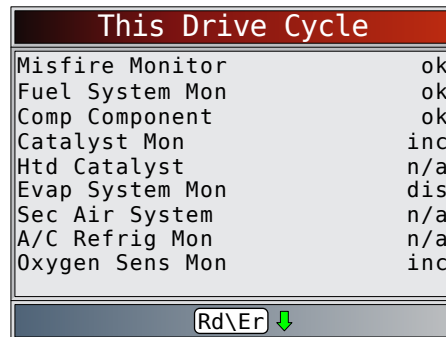 This Drive Cycle
Misfire Monitor ok
Fuel System Mon ok
Comp Component ok
Catalyst Mon inc
Htd Catalyst n/a
Evap System Mon dis
Sec Air System n/a
A/C Refrig Mon n/a
Oxygen Sens Mon inc
Rd\Er